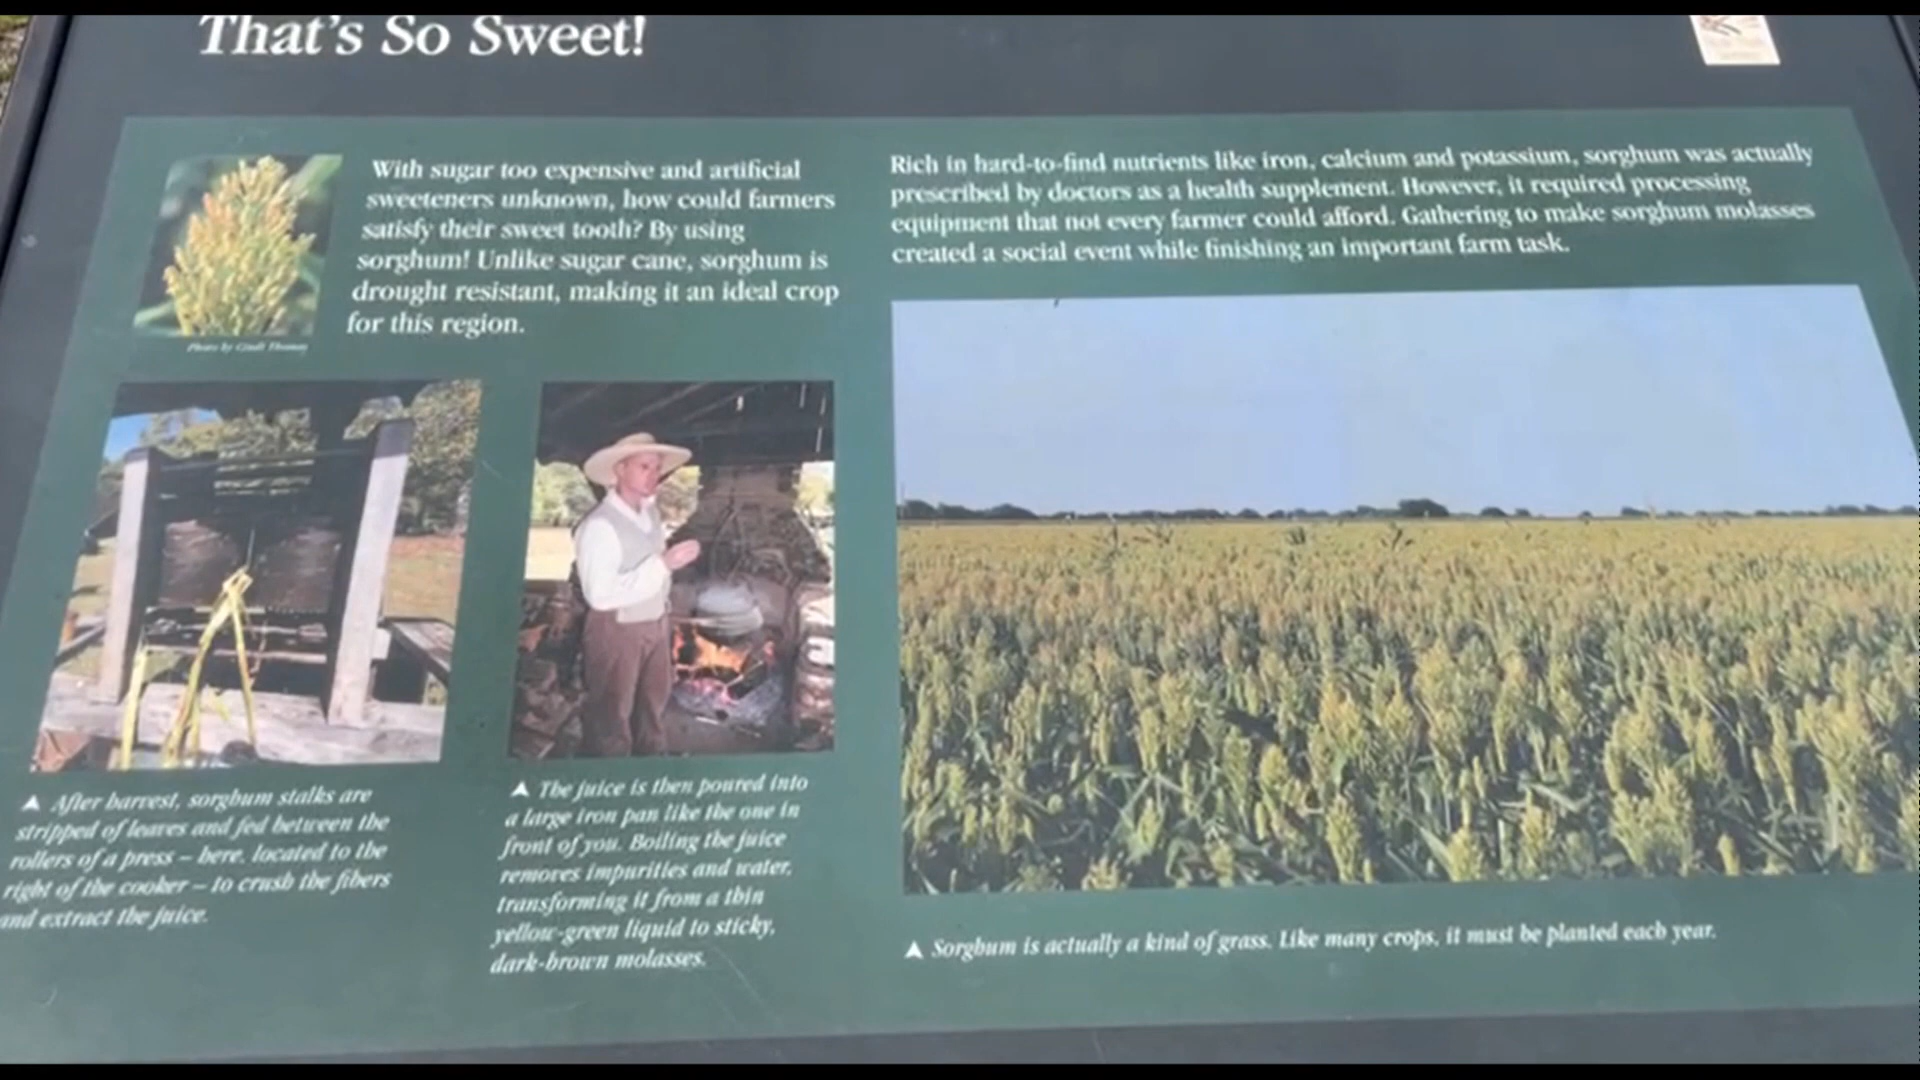 That's So Sweet!
With sugar too expensive and artificial
sweeteners unknown, how could farmers
satisfy their sweet tooth? By using
sorghum! Unlike sugar cane, sorghum is
drought resistant, making it an ideal crop
for this region.
Photo by Cindi Thomas
Rich in hard-to-find nutrients like iron, calcium and potassium, sorghum was actually
prescribed by doctors as a health supplement. However, it required processing
equipment that not every farmer could afford. Gathering to make sorghum molasses
created a social event while finishing an important farm task.
After harvest, sorghum stalks are
stripped of leaves and fed between the
rollers of a press – here, located to the
right of the cooker – to crush the fibers
and extract the juice.
The juice is then poured into
a large iron pan like the one in
front of you. Boiling the juice
removes impurities and water,
transforming it from a thin
yellow-green liquid to sticky,
dark-brown molasses.
Sorghum is actually a kind of grass. Like many crops, it must be planted each year.